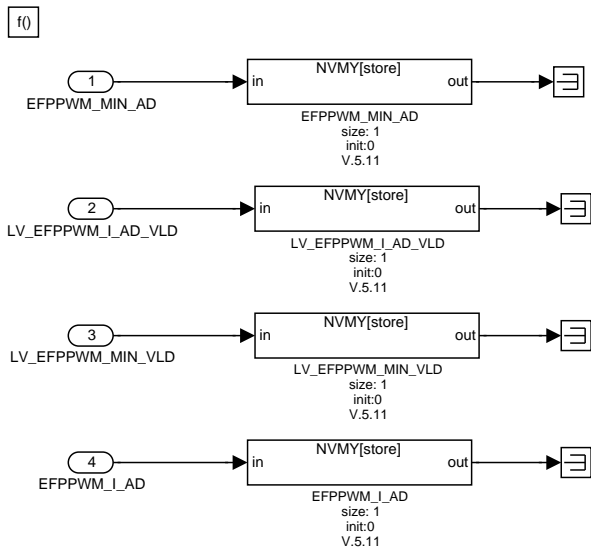 f()
1
EFPPWM_MIN_AD
in
NVMY[store]
out
EFPPWM_MIN_AD
size: 1
init:0
V.5.11
2
LV_EFPPWM_I_AD_VLD
in
NVMY[store]
out
LV_EFPPWM_I_AD_VLD
size: 1
init:0
V.5.11
3
LV_EFPPWM_MIN_VLD
in
NVMY[store]
out
LV_EFPPWM_MIN_VLD
size: 1
init:0
V.5.11
4
EFPPWM_I_AD
in
NVMY[store]
out
EFPPWM_I_AD
size: 1
init:0
V.5.11